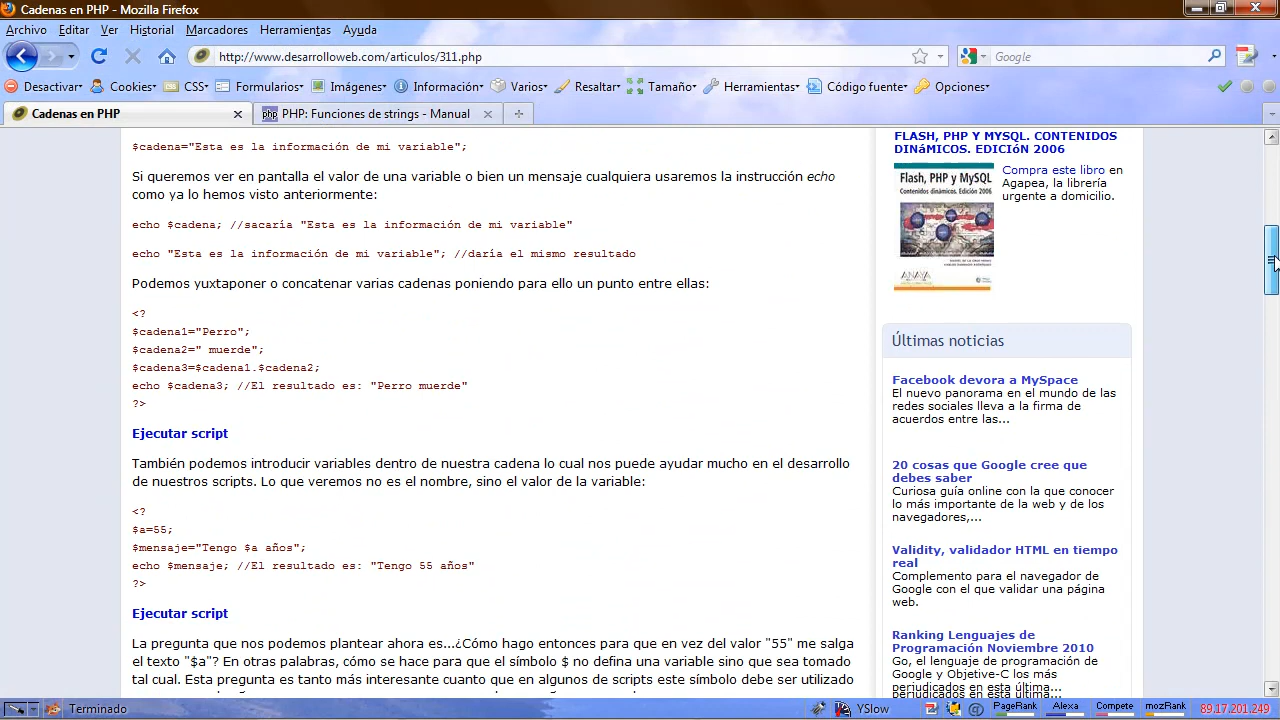 Cadenas en PHP - Mozilla Firefox
Archivo Editar Ver Historial Marcadores Herramientas Ayuda
http://www.desarrolloweb.com/articulos/311.php
Google
Desactivar Cookies CSS Formularios Imágenes Información Varios Resaltar Tamaño Herramientas Código fuente Opciones
Cadenas en PHP
php PHP: Funciones de strings - Manual
$cadena="Esta es la información de mi variable";
Si queremos ver en pantalla el valor de una variable o bien un mensaje cualquiera usaremos la instrucción echo
como ya lo hemos visto anteriormente:
echo $cadena //sacaría "Esta es la información de mi variable"
echo "Esta es la información de mi variable"; //daría el mismo resultado
Podemos yuxtaponer o concatenar varias cadenas poniendo para ello un punto entre ellas:
<?
$cadena1="Perro";
$cadena2=" muerde";
$cadena3=$cadena1.$cadena2;
echo $cadena3; //El resultado es: "Perro muerde"
?>
Ejecutar script
También podemos introducir variables dentro de nuestra cadena lo cual nos puede ayudar mucho en el desarrollo
de nuestros scripts. Lo que veremos no es el nombre, sino el valor de la variable:
<?
$a=55;
$mensaje="Tengo $a años";
echo $mensaje; //El resultado es: "Tengo 55 años"
?>
Ejecutar script
La pregunta que nos podemos plantear ahora es...¿Cómo hago entonces para que en vez del valor "55" me salga
el texto "$a"? En otras palabras, cómo se hace para que el símbolo $ no defina una variable sino que sea tomado
tal cual. Esta pregunta es tanto más interesante cuanto que en algunos de scripts este símbolo debe ser utilizado
FLASH, PHP Y MYSQL. CONTENIDOS
DINáMICOS. EDICIóN 2006
Flash, PHP y MySQL
Contenidos dinámicos. Edición 2006
ANAYA
Compra este libro en
Agapea, la librería
urgente a domicilio.
Últimas noticias
Facebook devora a MySpace
El nuevo panorama en el mundo de las
redes sociales lleva a la firma de
acuerdos entre las...
20 cosas que Google cree que
debes saber
Curiosa guía online con la que conocer
lo más importante de la web y de los
navegadores,...
Validity, validador HTML en tiempo
real
Complemento para el navegador de
Google con el que validar una página
web.
Ranking Lenguajes de
Programación Noviembre 2010
Go, el lenguaje de programación de
Google y Objetive-C los más
perjudicados en esta última...
Terminado
YSlow
PageRank
Alexa
Compete
mozRank
89.17.201.249